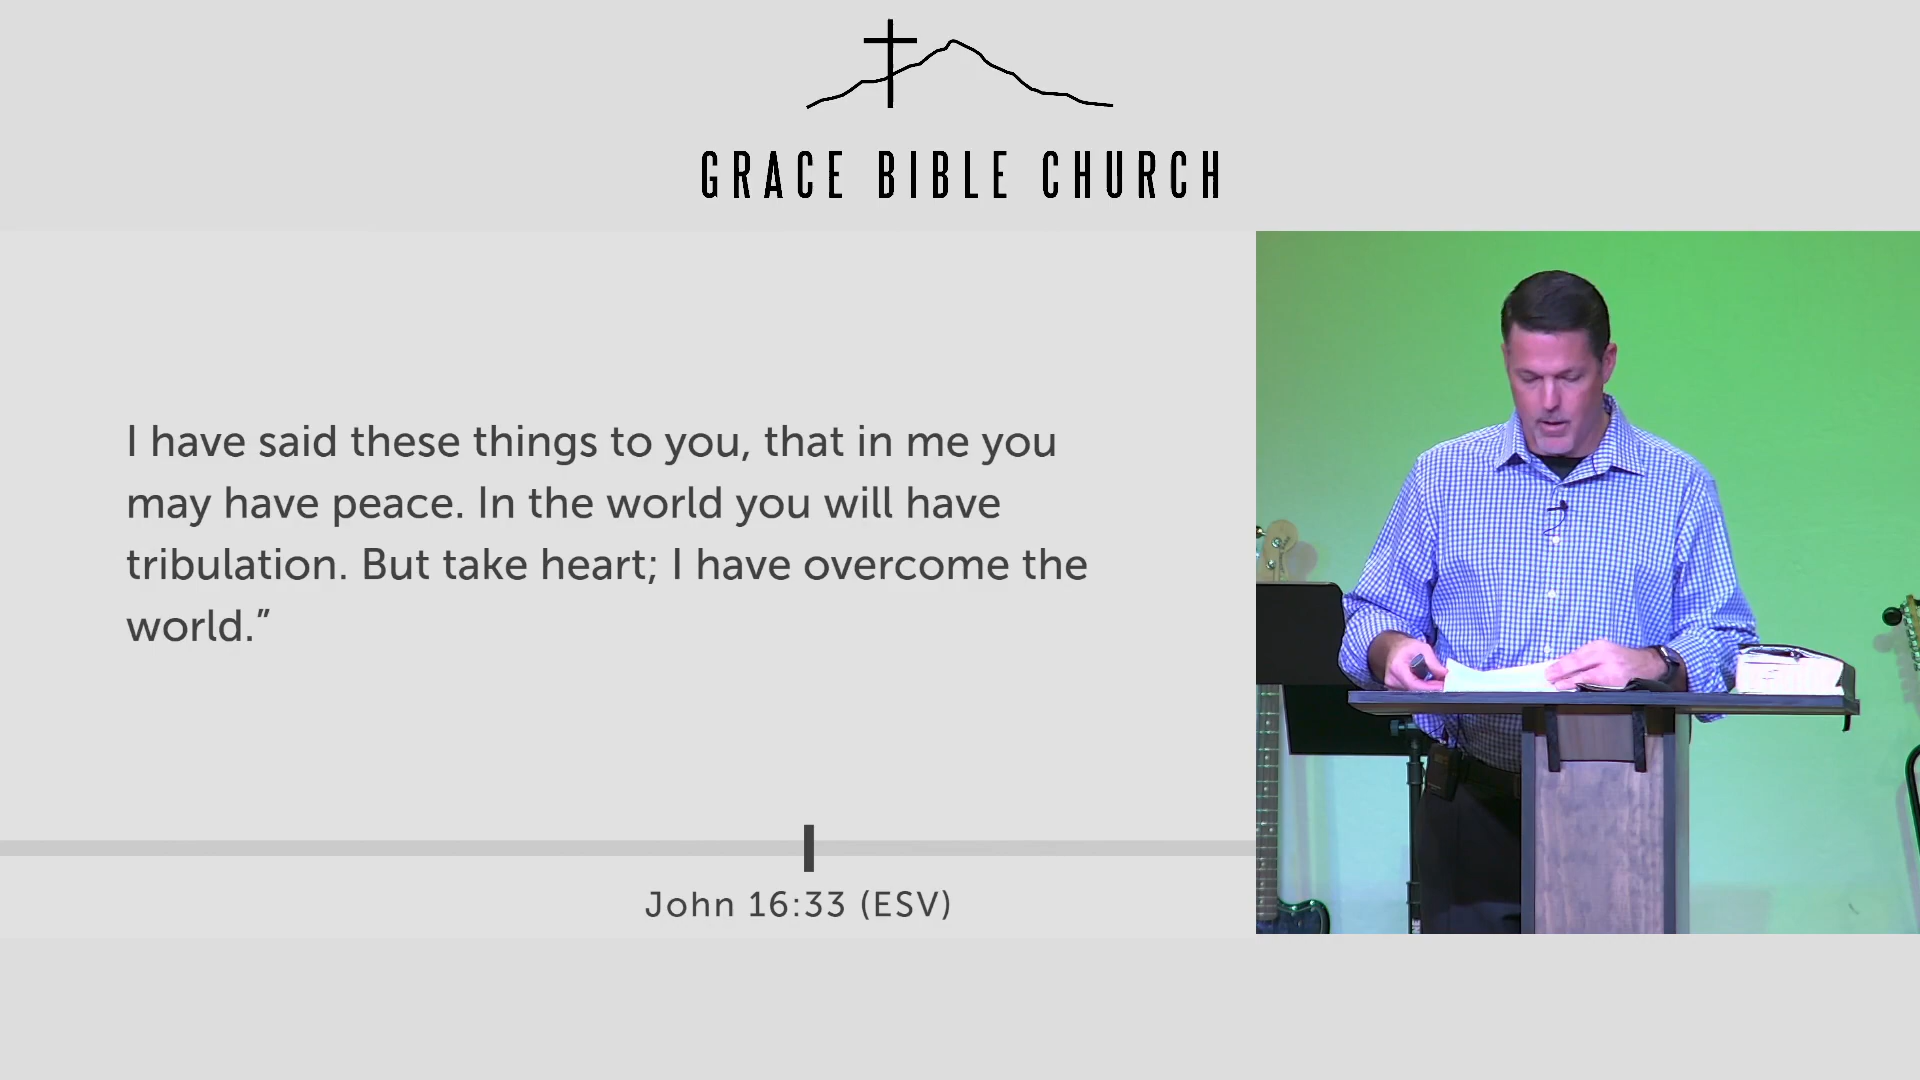 GRACE BIBLE CHURCH
I have said these things to you, that in me you
may have peace. In the world you will have
tribulation. But take heart; I have overcome the
world.”
John 16:33 (ESV)